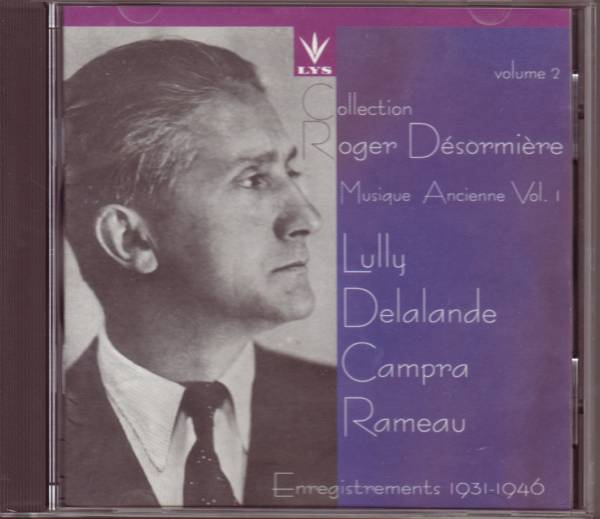 LYS
volume 2
Collection
Roger Désormière
Musique Ancienne Vol. 1
Lully
Delalande
Campra
Rameau
Enregistrements 1931-1946